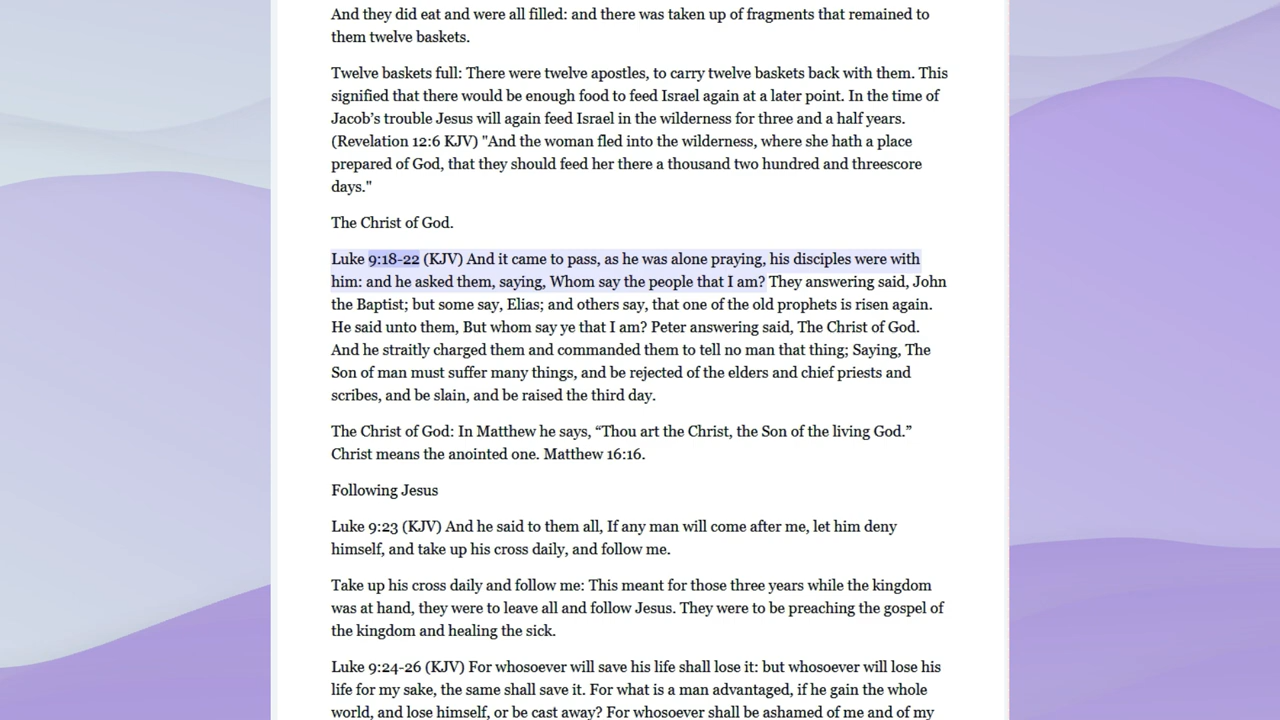 And they did eat and were all filled: and there was taken up of fragments that remained to
them twelve baskets.
Twelve baskets full: There were twelve apostles, to carry twelve baskets back with them. This
signified that there would be enough food to feed Israel again at a later point. In the time of
Jacob’s trouble Jesus will again feed Israel in the wilderness for three and a half years.
(Revelation 12:6 KJV) "And the woman fled into the wilderness, where she hath a place
prepared of God, that they should feed her there a thousand two hundred and threescore
days."
The Christ of God.
Luke 9:18-22 (KJV) And it came to pass, as he was alone praying, his disciples were with
him: and he asked them, saying, Whom say the people that I am? They answering said, John
the Baptist; but some say, Elias; and others say, that one of the old prophets is risen again.
He said unto them, But whom say ye that I am? Peter answering said, The Christ of God.
And he straitly charged them and commanded them to tell no man that thing; Saying, The
Son of man must suffer many things, and be rejected of the elders and chief priests and
scribes, and be slain, and be raised the third day.
The Christ of God: In Matthew he says, “Thou art the Christ, the Son of the living God.”
Christ means the anointed one. Matthew 16:16.
Following Jesus
Luke 9:23 (KJV) And he said to them all, If any man will come after me, let him deny
himself, and take up his cross daily, and follow me.
Take up his cross daily and follow me: This meant for those three years while the kingdom
was at hand, they were to leave all and follow Jesus. They were to be preaching the gospel of
the kingdom and healing the sick.
Luke 9:24-26 (KJV) For whosoever will save his life shall lose it: but whosoever will lose his
life for my sake, the same shall save it. For what is a man advantaged, if he gain the whole
world, and lose himself, or be cast away? For whosoever shall be ashamed of me and of my